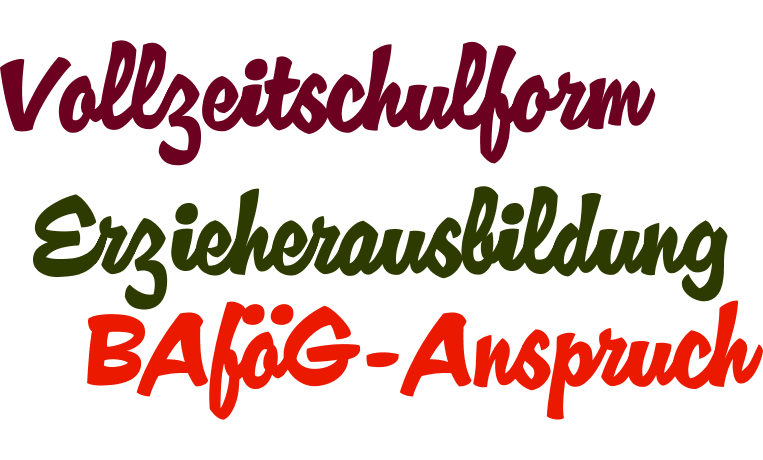 Vollzeitschulform
Erzieherausbildung
BAföG-Anspruch